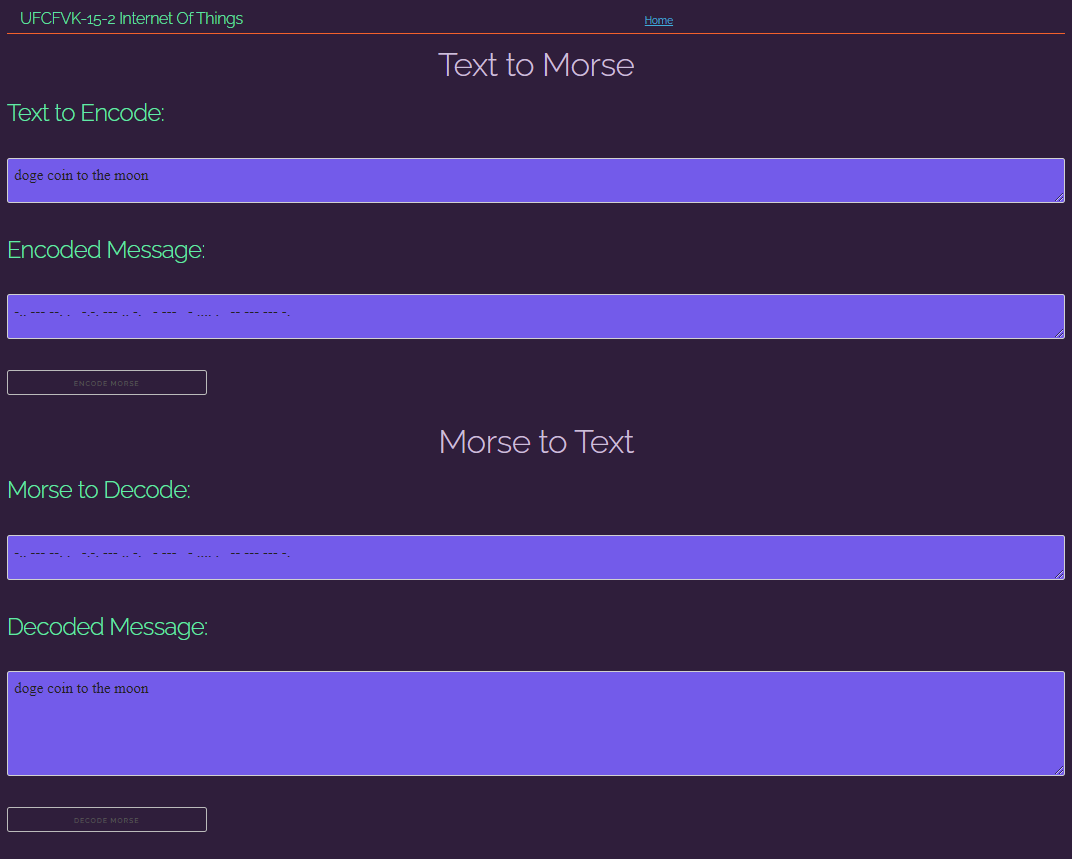 UFCFVK-15-2 Internet Of Things
Home
Text to Morse
Text to Encode:
doge coin to the moon
Encoded Message:
-.. --- --. .   -.-. --- .. -.   - ---   - .... .   -- --- --- -.
ENCODE MORSE
Morse to Text
Morse to Decode:
-.. --- --. .   -.-. --- .. -.   - ---   - .... .   -- --- --- -.
Decoded Message:
doge coin to the moon
DECODE MORSE